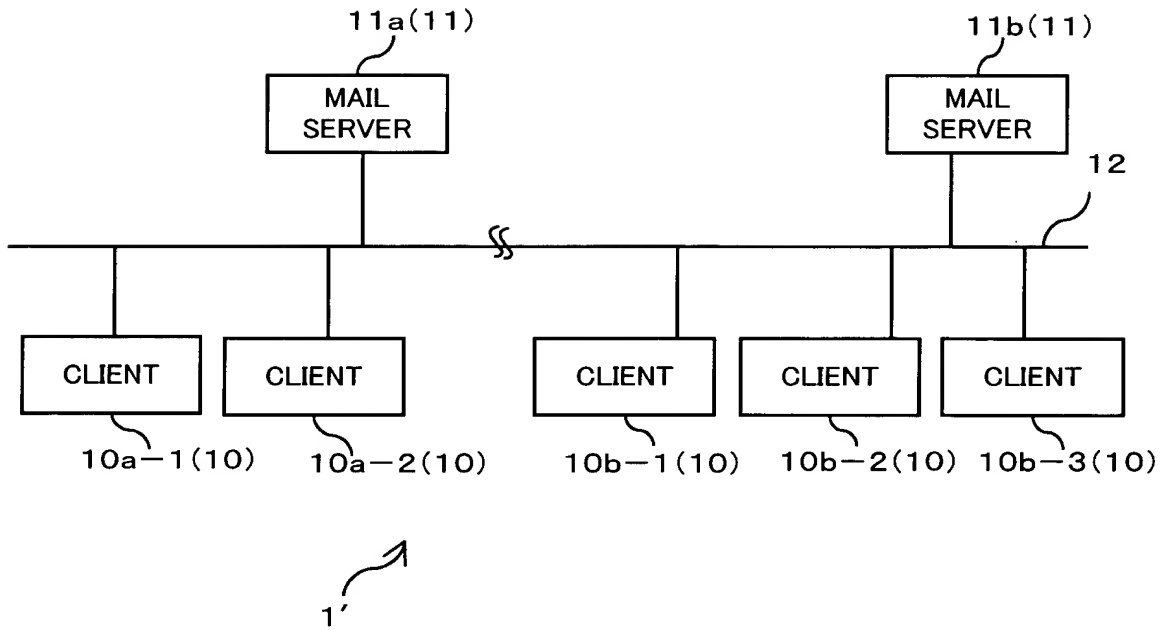 11a(11)
11b(11)
MAIL
SERVER
MAIL
SERVER
12
CLIENT
CLIENT
CLIENT
CLIENT
CLIENT
10a−1(10)
10a−2(10)
10b−1(10)
10b−2(10)
10b−3(10)
1′